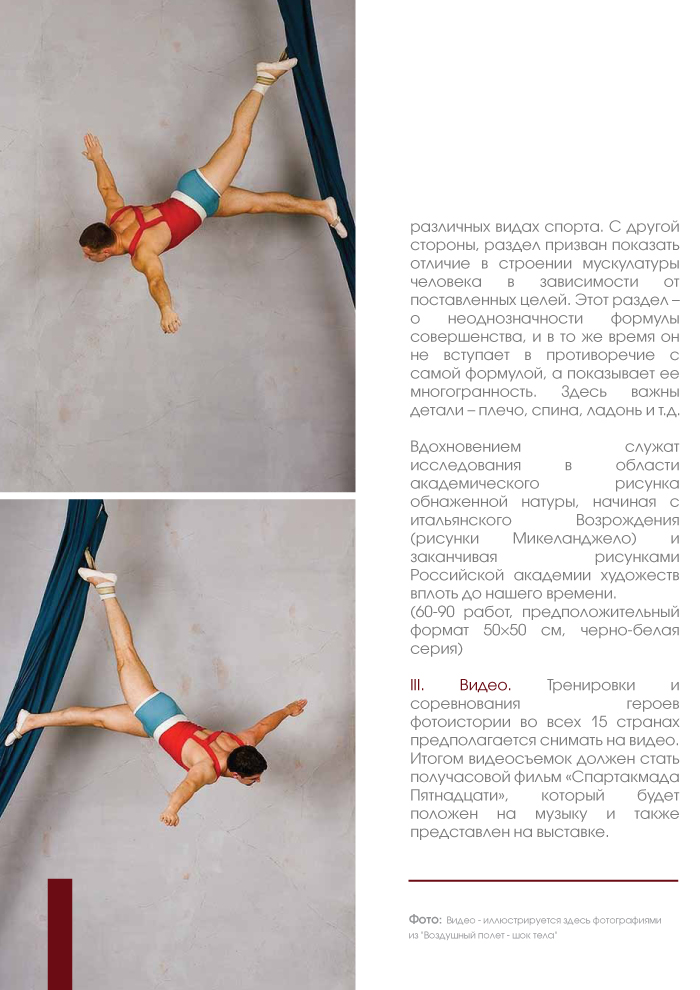 различных видах спорта. С другой
стороны, раздел призван показать
отличие в строении мускулатуры
человека в зависимости от
поставленных целей. Этот раздел –
о неоднозначности формулы
совершенства, и в то же время он
не вступает в противоречие с
самой формулой, а показывает ее
многогранность. Здесь важны
детали – плечо, спина, ладонь и т.д.
Вдохновением служат
исследования в области
академического рисунка
обнаженной натуры, начиная с
итальянского Возрождения
(рисунки Микеланджело) и
заканчивая рисунками
Российской академии художеств
вплоть до нашего времени.
(60-90 работ, предположительный
формат 50×50 см, черно-белая
серия)
III. Видео. Тренировки и
соревнования героев
фотоистории во всех 15 странах
предполагается снимать на видео.
Итогом видеосъемок должен стать
получасовой фильм «Спартакмада
Пятнадцати», который будет
положен на музыку и также
представлен на выставке.
Фото: Видео - иллюстрируется здесь фотографиями
из "Воздушный полет - шок тела"